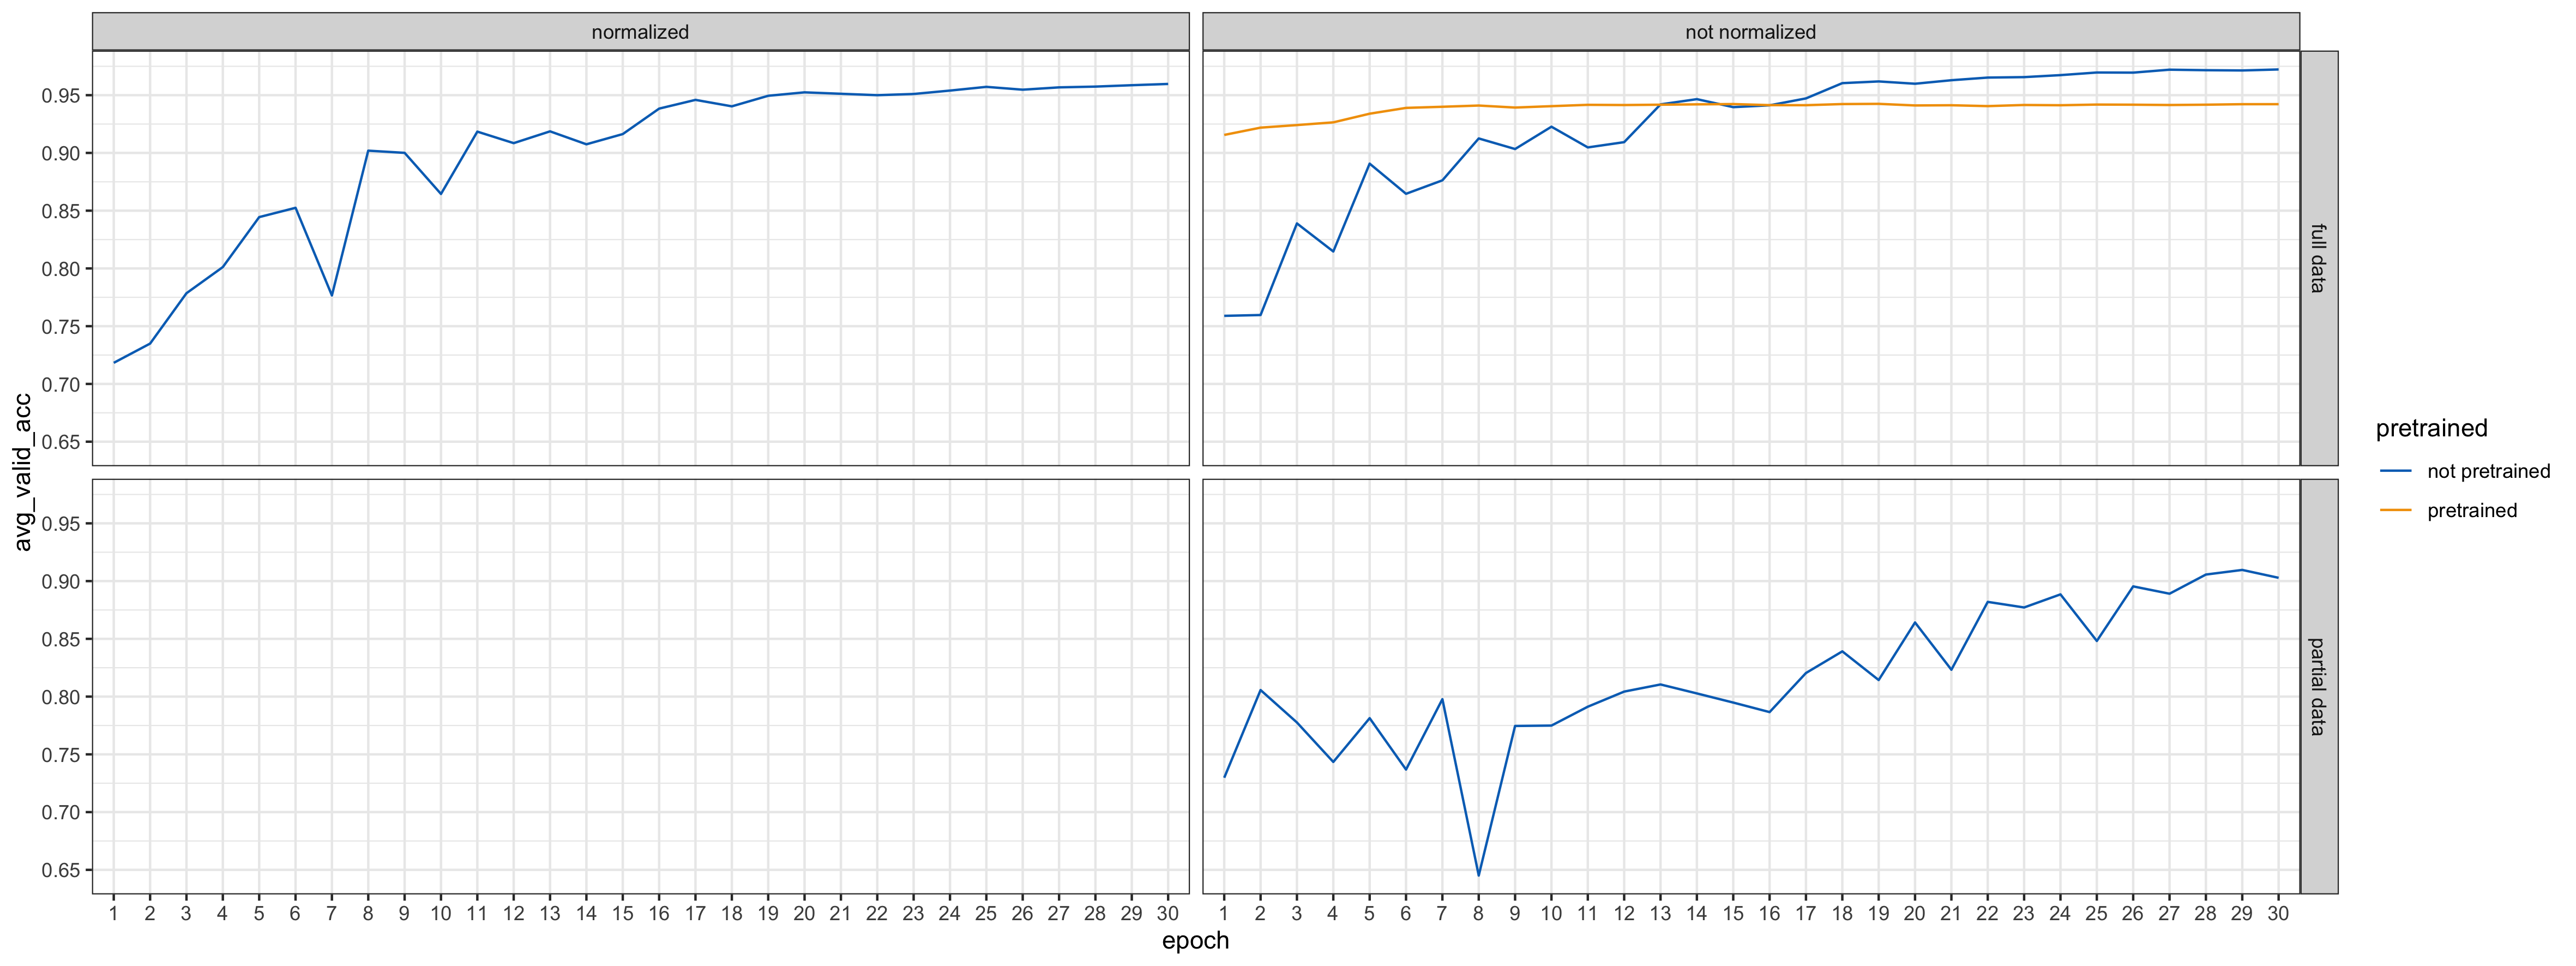 normalized
not normalized
0.95
0.90
0.85
0.80
0.75
0.70
0.65
full data
0.95
0.90
0.85
0.80
0.75
0.70
0.65
partial data
avg_valid_acc
1 2 3 4 5 6 7 8 9 10 11 12 13 14 15 16 17 18 19 20 21 22 23 24 25 26 27 28 29 30
1 2 3 4 5 6 7 8 9 10 11 12 13 14 15 16 17 18 19 20 21 22 23 24 25 26 27 28 29 30
epoch
pretrained
not pretrained
pretrained